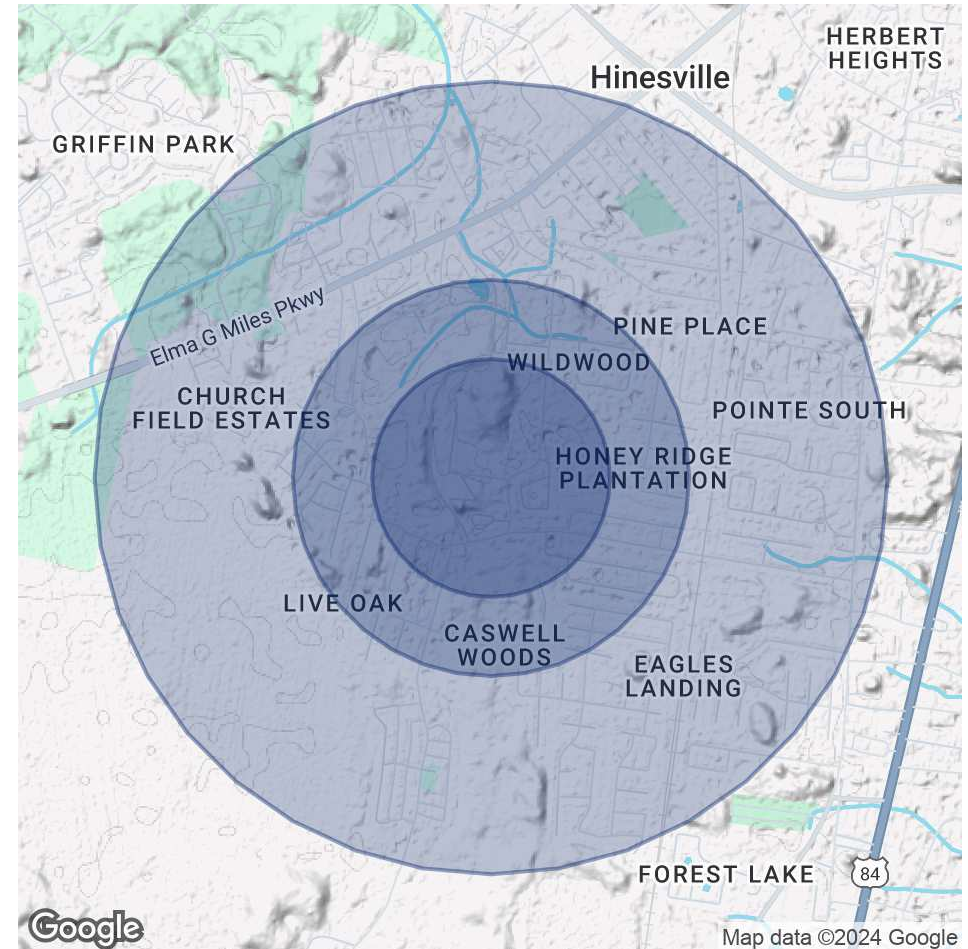 HERBERT
HEIGHTS
Hinesville
GRIFFIN PARK
Elma G Miles Pkwy
PINE PLACE
WILDWOOD
CHURCH
FIELD ESTATES
POINTE SOUTH
HONEY RIDGE
PLANTATION
LIVE OAK
CASWELL
WOODS
EAGLES
LANDING
FOREST LAKE
84
Google
Map data ©2024 Google